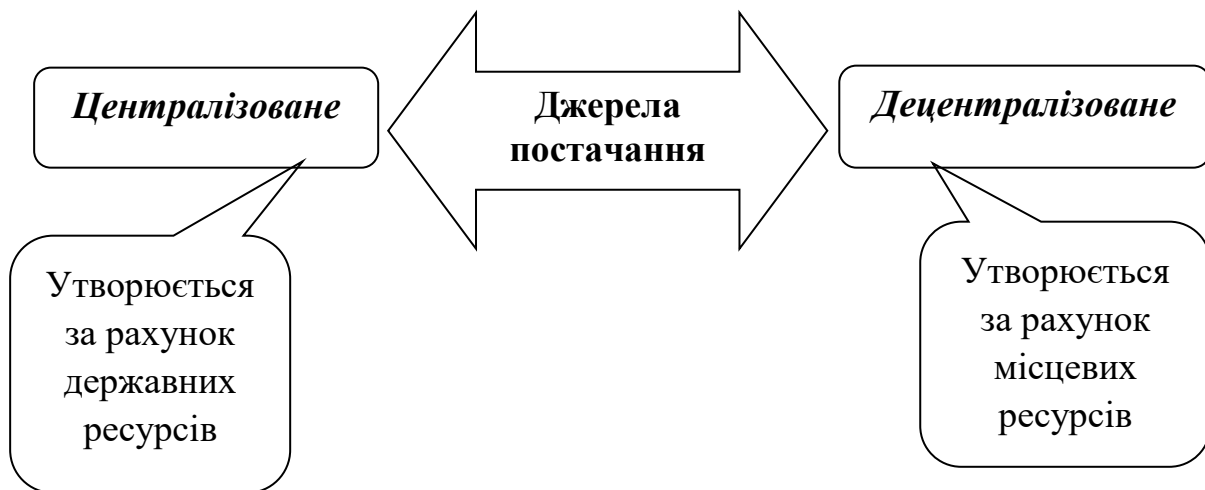 Централізоване
Джерела
постачання
Децентралізоване
Утворюється
за рахунок
державних
ресурсів
Утворюється
за рахунок
місцевих
ресурсів